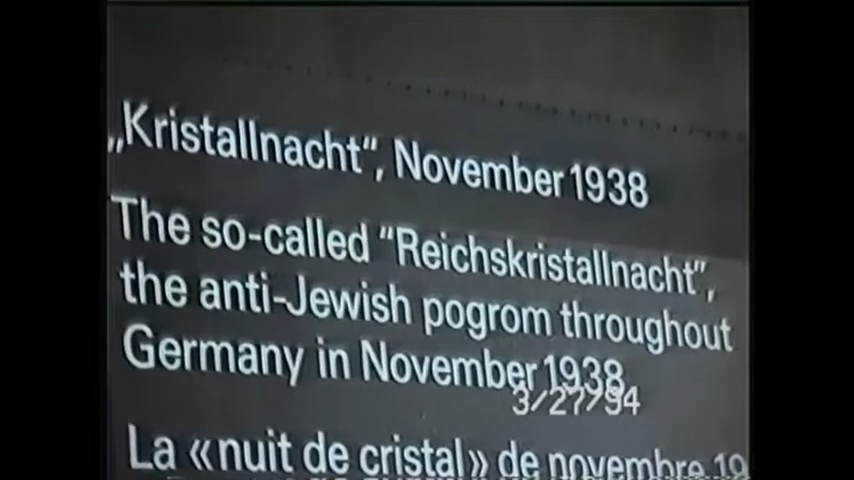 „Kristallnacht“, November 1938
The so-called “Reichskristallnacht”,
the anti-Jewish pogrom throughout
Germany in November 1938.
3/27/94
La «nuit de cristal» de novembre 19